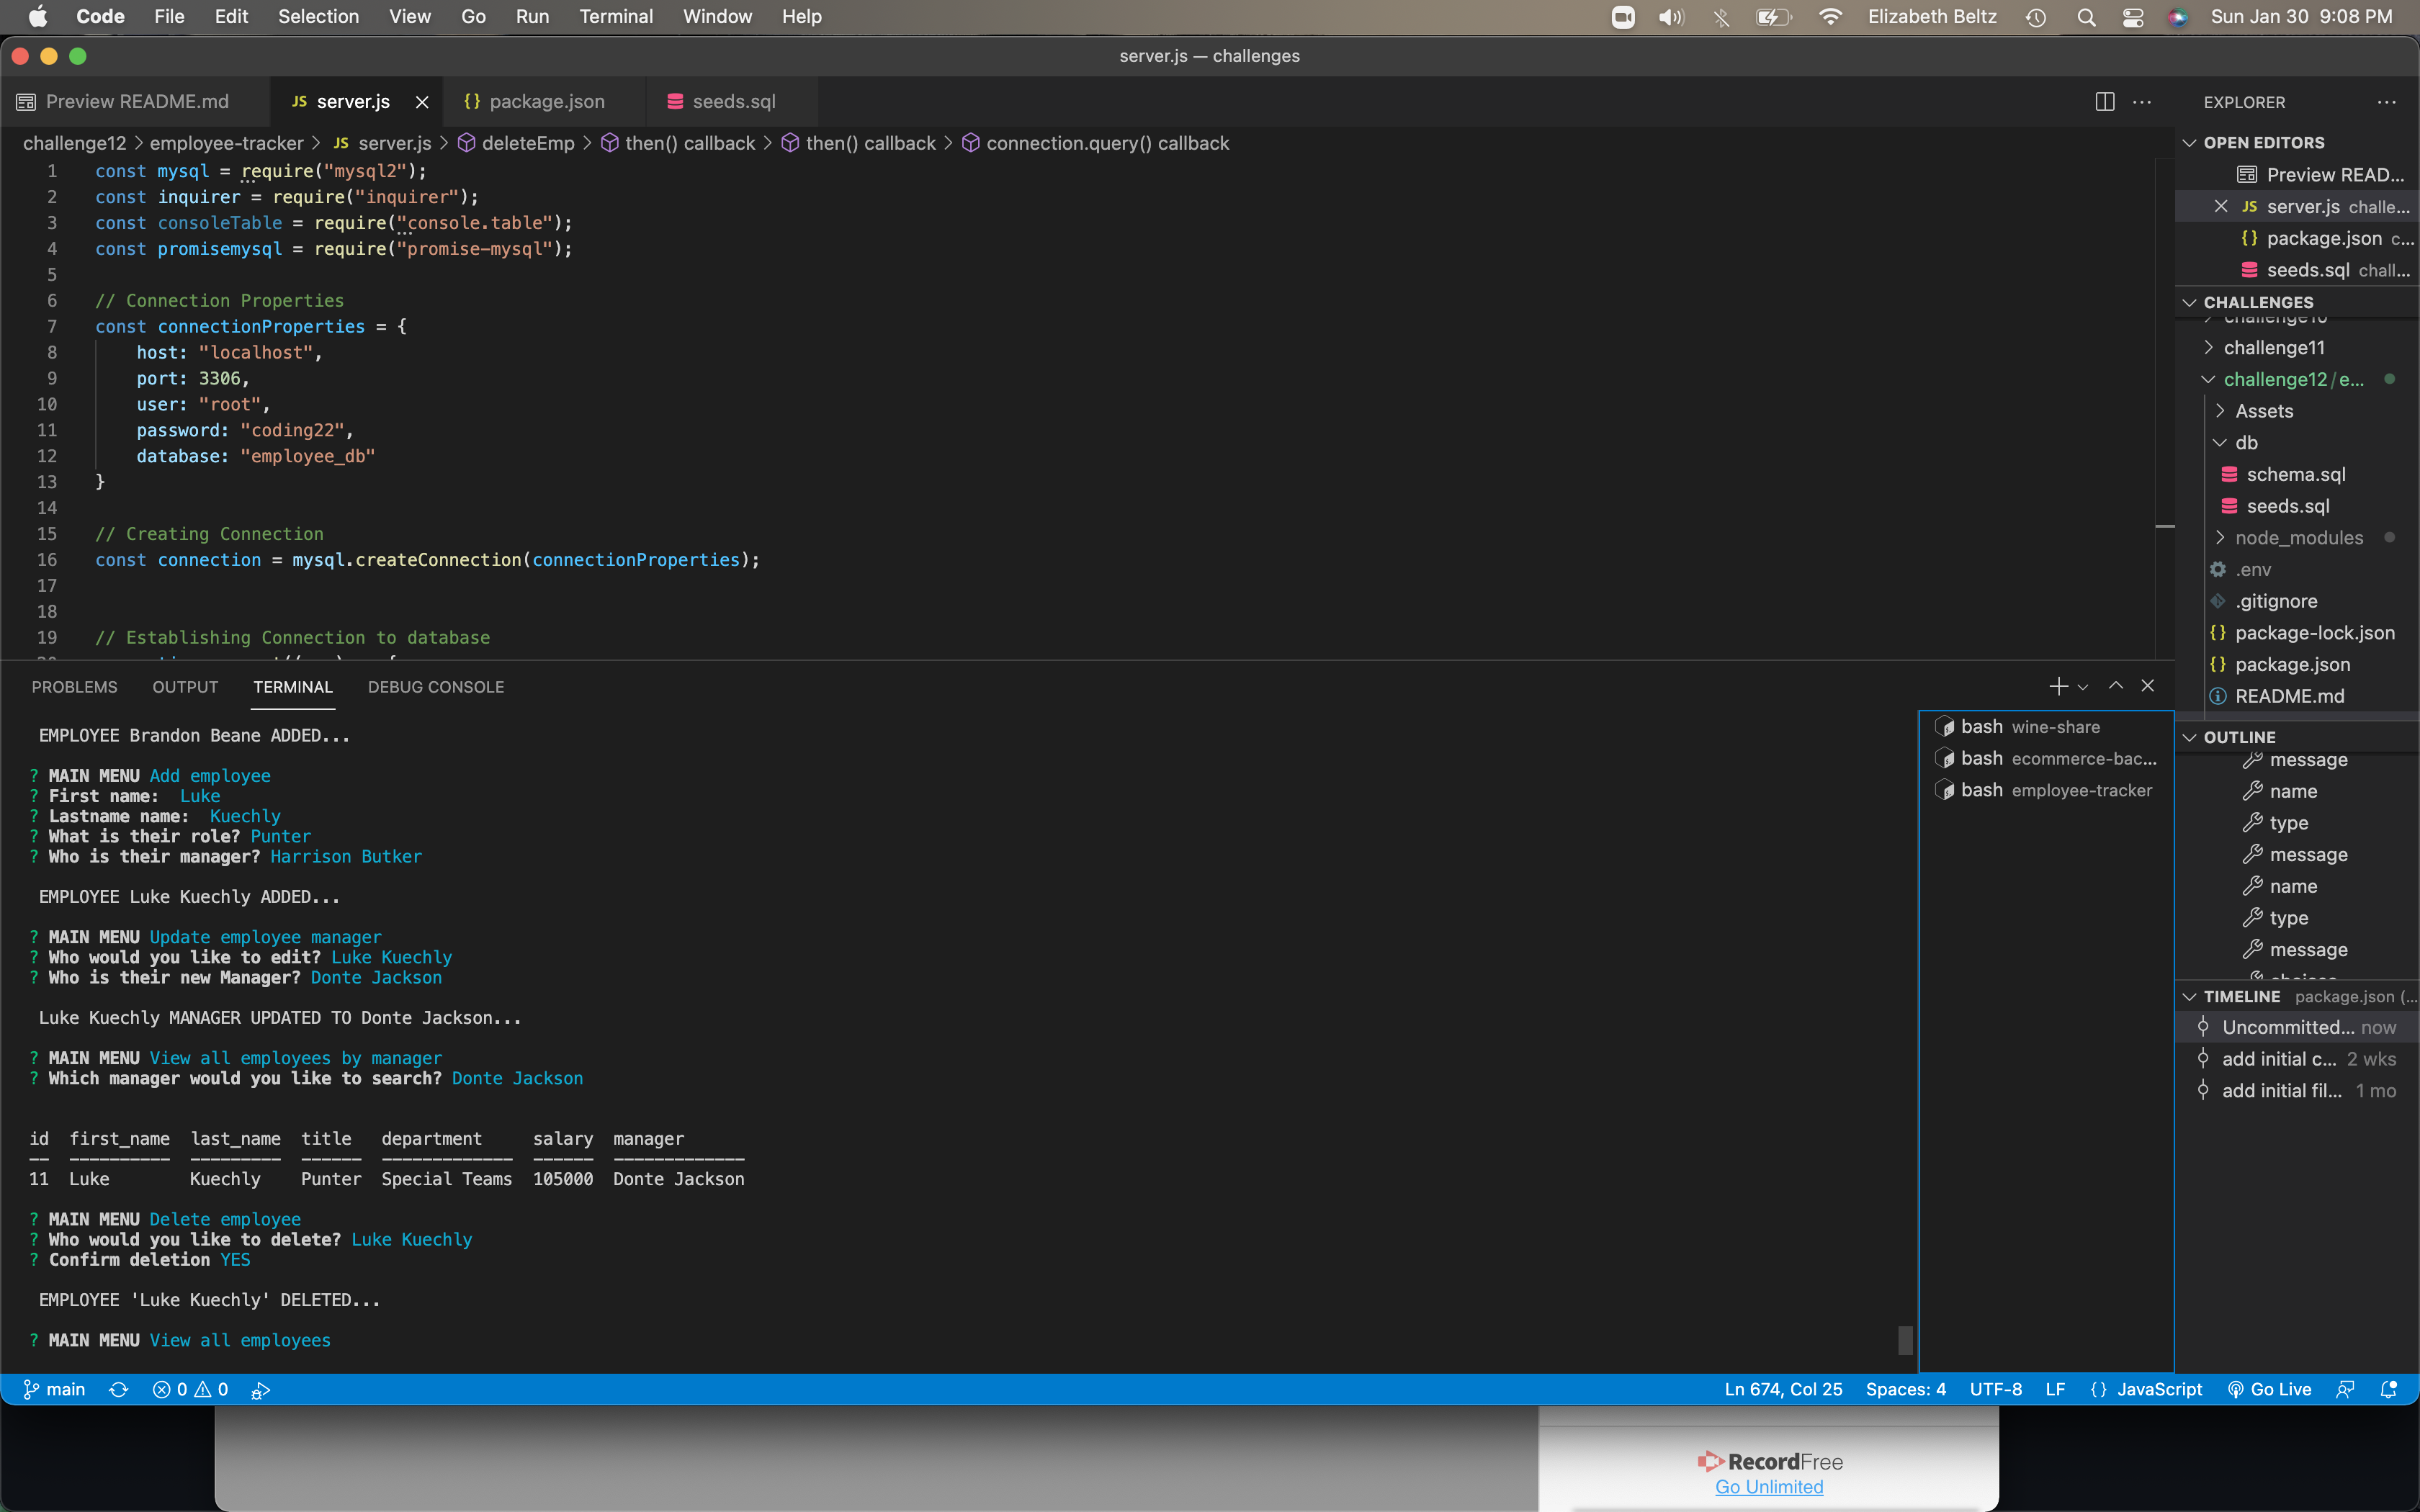 Code File Edit Selection View Go Run Terminal Window Help Elizabeth Beltz Sun Jan 30 9:08 PM
server.js — challenges
Preview README.md JS server.js {} package.json seeds.sql
challenge12 > employee-tracker > JS server.js > deleteEmp > then() callback > then() callback > connection.query() callback
1 const mysql = require("mysql2");
2 const inquirer = require("inquirer");
3 const consoleTable = require("console.table");
4 const promisemysql = require("promise-mysql");
5
6 // Connection Properties
7 const connectionProperties = {
8 host: "localhost",
9 port: 3306,
10 user: "root",
11 password: "coding22",
12 database: "employee_db"
13 }
14
15 // Creating Connection
16 const connection = mysql.createConnection(connectionProperties);
17
18
19 // Establishing Connection to database
PROBLEMS OUTPUT TERMINAL DEBUG CONSOLE
EMPLOYEE Brandon Beane ADDED...
? MAIN MENU Add employee
? First name: Luke
? Lastname name: Kuechly
? What is their role? Punter
? Who is their manager? Harrison Butker
EMPLOYEE Luke Kuechly ADDED...
? MAIN MENU Update employee manager
? Who would you like to edit? Luke Kuechly
? Who is their new Manager? Donte Jackson
Luke Kuechly MANAGER UPDATED TO Donte Jackson...
? MAIN MENU View all employees by manager
? Which manager would you like to search? Donte Jackson
id first_name last_name title department salary manager
-- ---------- --------- ------ ------------- ------ -------------
11 Luke Kuechly Punter Special Teams 105000 Donte Jackson
? MAIN MENU Delete employee
? Who would you like to delete? Luke Kuechly
? Confirm deletion YES
EMPLOYEE 'Luke Kuechly' DELETED...
? MAIN MENU View all employees
bash wine-share
bash ecommerce-bac...
bash employee-tracker
EXPLORER
OPEN EDITORS
Preview READ...
JS server.js challe...
{} package.json c...
seeds.sql chall...
CHALLENGES
challenge10
challenge11
challenge12/e...
Assets
db
schema.sql
seeds.sql
node_modules
.env
.gitignore
{} package-lock.json
{} package.json
README.md
OUTLINE
message
name
type
message
name
type
message
choices
TIMELINE package.json (...
Uncommitted... now
add initial c... 2 wks
add initial fil... 1 mo
main 0 0 Ln 674, Col 25 Spaces: 4 UTF-8 LF {} JavaScript Go Live
RecordFree
Go Unlimited